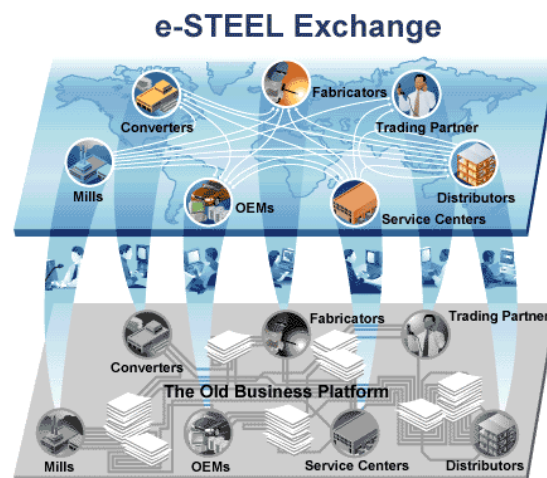 e-STEEL Exchange
Fabricators
Converters
Trading Partner
Mills
OEMs
Service Centers
Distributors
Fabricators
Trading Partner
Converters
The Old Business Platform
Mills
OEMs
Service Centers
Distributors